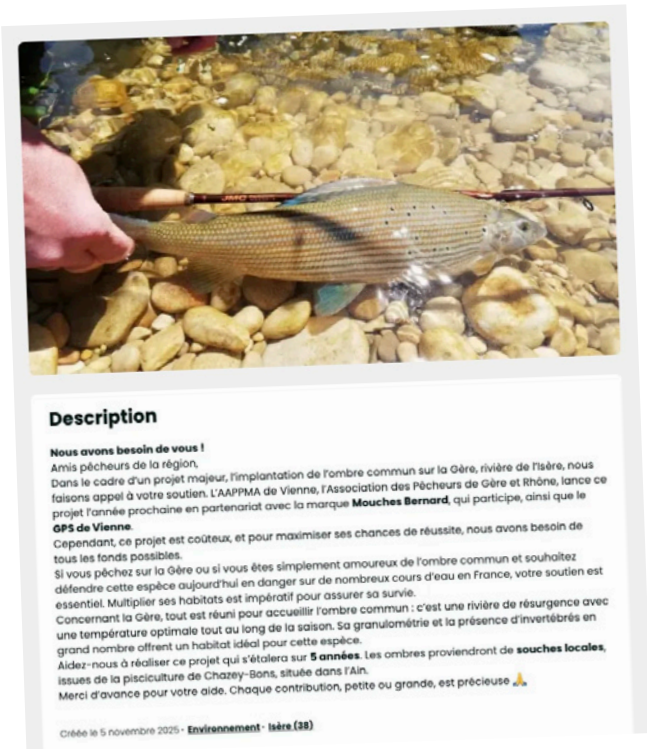 JMC
Description
Nous avons besoin de vous !
Amis pêcheurs de la région,
Dans le cadre d'un projet majeur, l'implantation de l'ombre commun sur la Gère, rivière de l'Isère, nous
faisons appel à votre soutien. L'AAPPMA de Vienne, l'Association des Pêcheurs de Gère et Rhône, lance ce
projet l'année prochaine en partenariat avec la marque Mouches Bernard, qui participe, ainsi que le
GPS de Vienne.
Cependant, ce projet est coûteux, et pour maximiser ses chances de réussite, nous avons besoin de
tous les fonds possibles.
Si vous pêchez sur la Gère ou si vous êtes simplement amoureux de l'ombre commun et souhaitez
défendre cette espèce aujourd'hui en danger sur de nombreux cours d'eau en France, votre soutien est
essentiel. Multiplier ses habitats est impératif pour assurer sa survie.
Concernant la Gère, tout est réuni pour accueillir l'ombre commun : c'est une rivière de résurgence avec
une température optimale tout au long de la saison. Sa granulométrie et la présence d'invertébrés en
grand nombre offrent un habitat idéal pour cette espèce.
Aidez-nous à réaliser ce projet qui s'étalera sur 5 années. Les ombres proviendront de souches locales,
issues de la pisciculture de Chazey-Bons, située dans l'Ain.
Merci d'avance pour votre aide. Chaque contribution, petite ou grande, est précieuse 🙏
Créée le 5 novembre 2025 · Environnement · Isère (38)